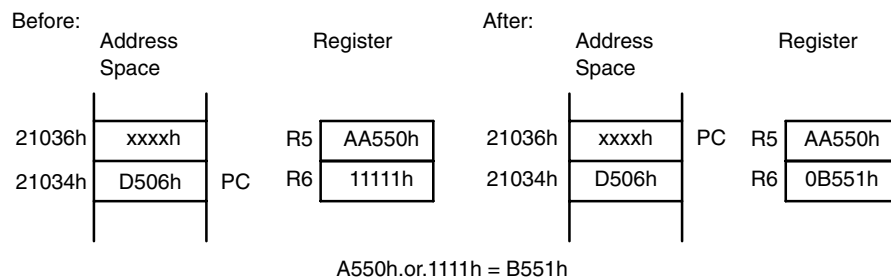 Before:
Address Space
Register
21036h xxxxh
21034h D506h PC
R5 AA550h
R6 11111h
After:
Address Space
Register
21036h xxxxh PC
21034h D506h
R5 AA550h
R6 0B551h
A550h.or.1111h = B551h